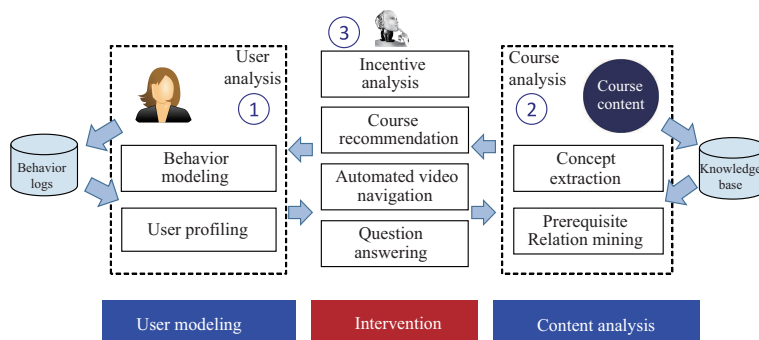 User
analysis
1
Behavior
logs
Behavior
modeling
User profiling
3
Incentive
analysis
Course
recommendation
Automated video
navigation
Question
answering
Course
analysis
2
Course
content
Concept
extraction
Prerequisite
Relation mining
Knowledge
base
User modeling
Intervention
Content analysis